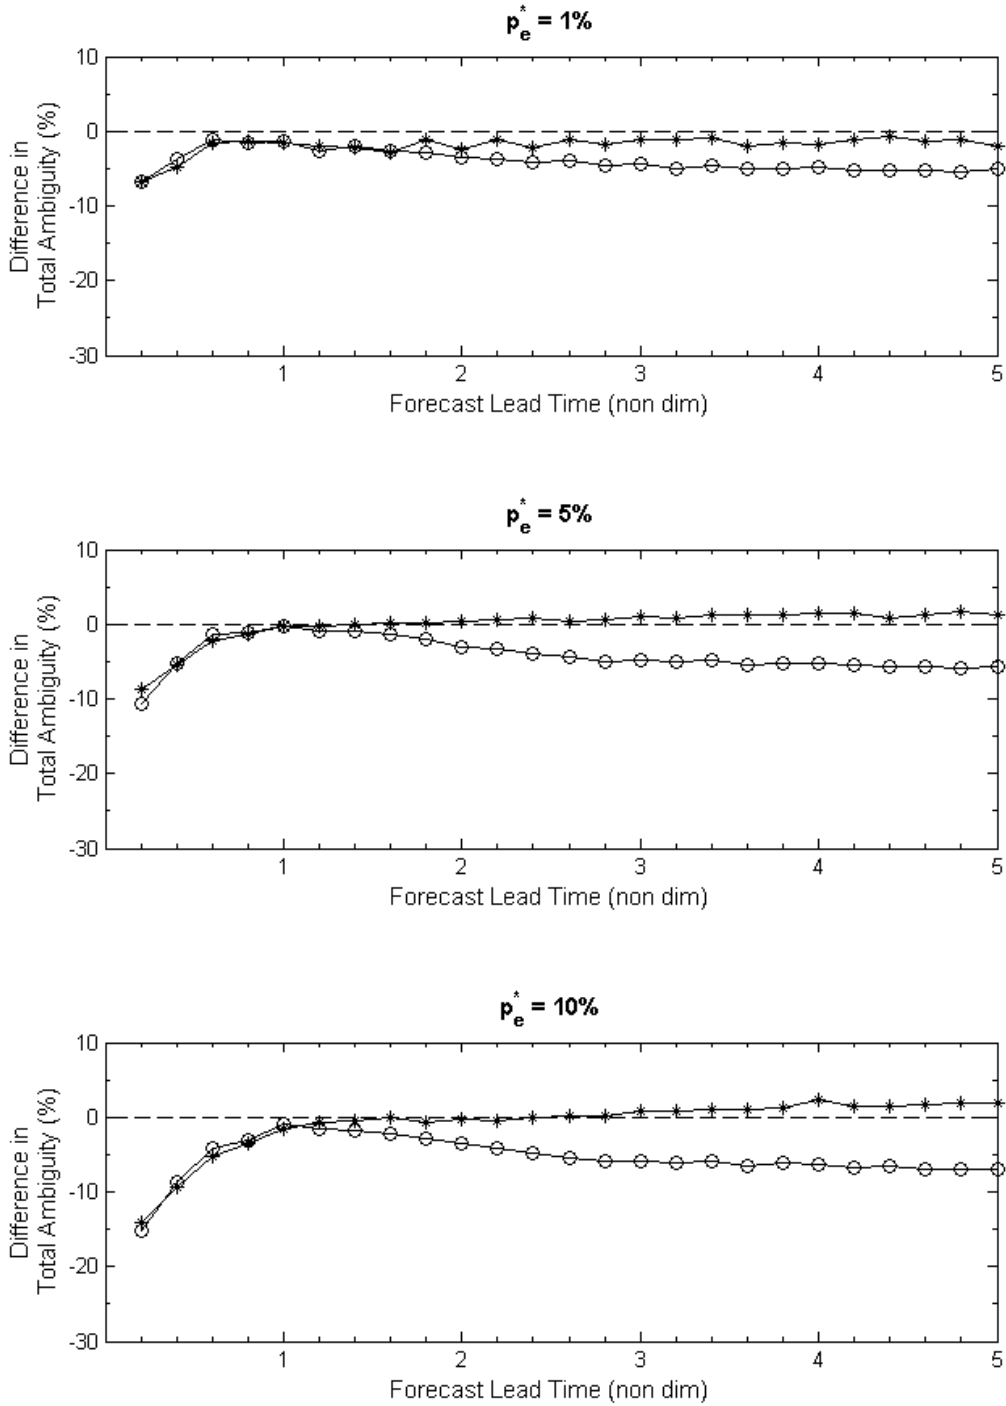 p*e = 1%
10
0
-10
-20
-30
Difference in
Total Ambiguity (%)
1 2 3 4 5
Forecast Lead Time (non dim)
p*e = 5%
10
0
-10
-20
-30
Difference in
Total Ambiguity (%)
1 2 3 4 5
Forecast Lead Time (non dim)
p*e = 10%
10
0
-10
-20
-30
Difference in
Total Ambiguity (%)
1 2 3 4 5
Forecast Lead Time (non dim)